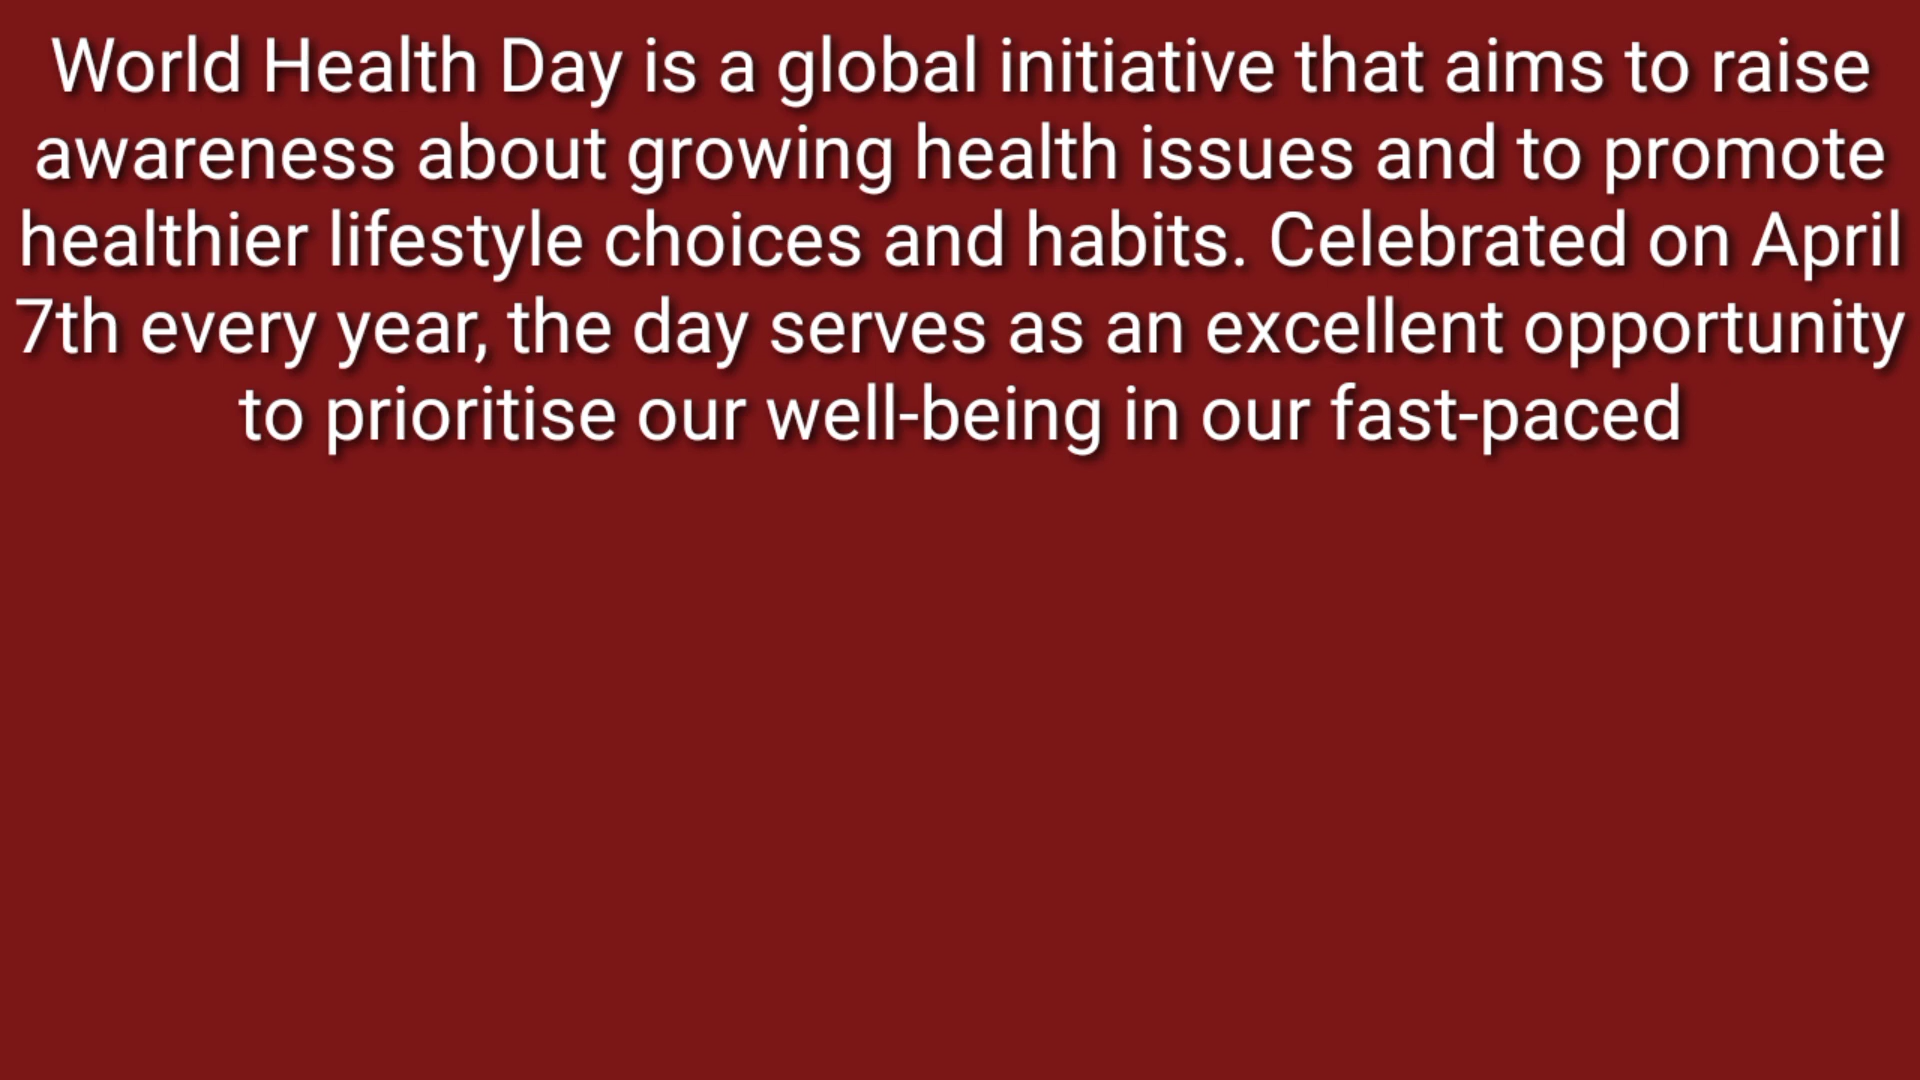 World Health Day is a global initiative that aims to raise
awareness about growing health issues and to promote
healthier lifestyle choices and habits. Celebrated on April
7th every year, the day serves as an excellent opportunity
to prioritise our well-being in our fast-paced